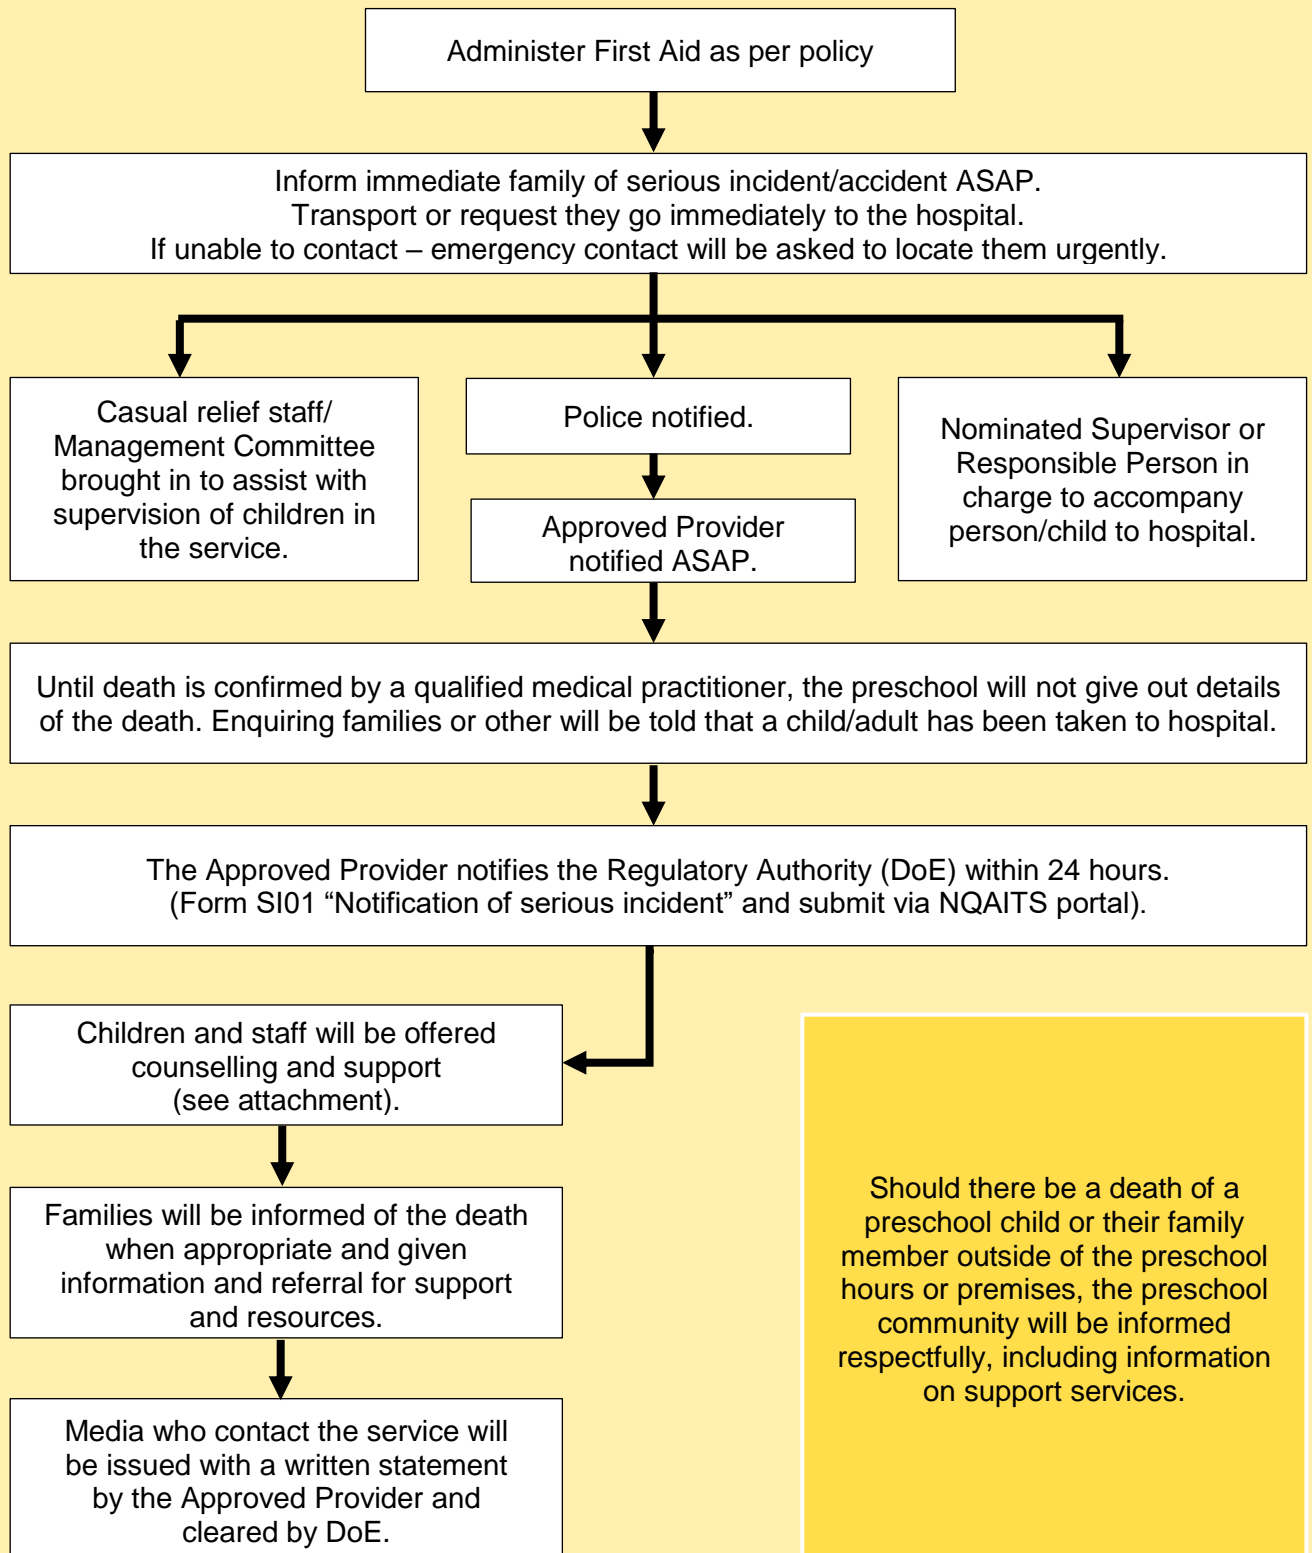 Administer First Aid as per policy
Inform immediate family of serious incident/accident ASAP.
Transport or request they go immediately to the hospital.
If unable to contact – emergency contact will be asked to locate them urgently.
Casual relief staff/
Management Committee
brought in to assist with
supervision of children in
the service.
Police notified.
Approved Provider
notified ASAP.
Nominated Supervisor or
Responsible Person in
charge to accompany
person/child to hospital.
Until death is confirmed by a qualified medical practitioner, the preschool will not give out details
of the death. Enquiring families or other will be told that a child/adult has been taken to hospital.
The Approved Provider notifies the Regulatory Authority (DoE) within 24 hours.
(Form SI01 “Notification of serious incident” and submit via NQAITS portal).
Children and staff will be offered
counselling and support
(see attachment).
Families will be informed of the death
when appropriate and given
information and referral for support
and resources.
Media who contact the service will
be issued with a written statement
by the Approved Provider and
cleared by DoE.
Should there be a death of a
preschool child or their family
member outside of the preschool
hours or premises, the preschool
community will be informed
respectfully, including information
on support services.